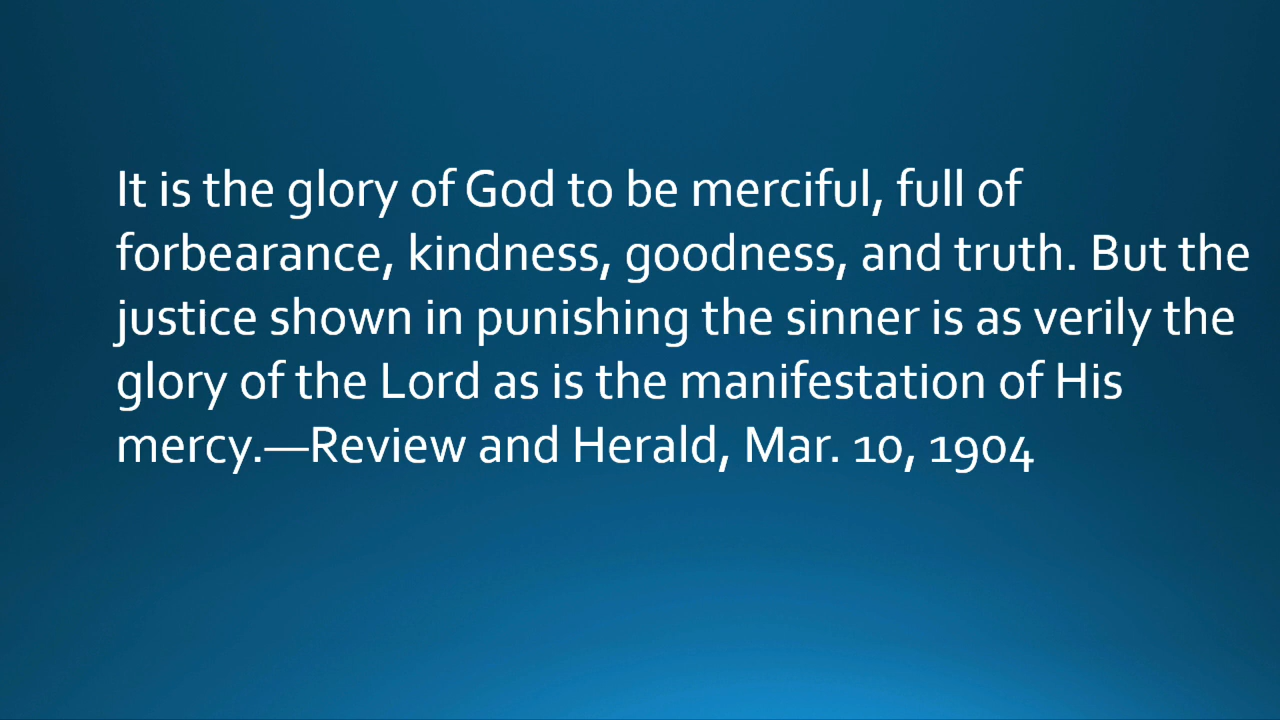 It is the glory of God to be merciful, full of
forbearance, kindness, goodness, and truth. But the
justice shown in punishing the sinner is as verily the
glory of the Lord as is the manifestation of His
mercy.—Review and Herald, Mar. 10, 1904